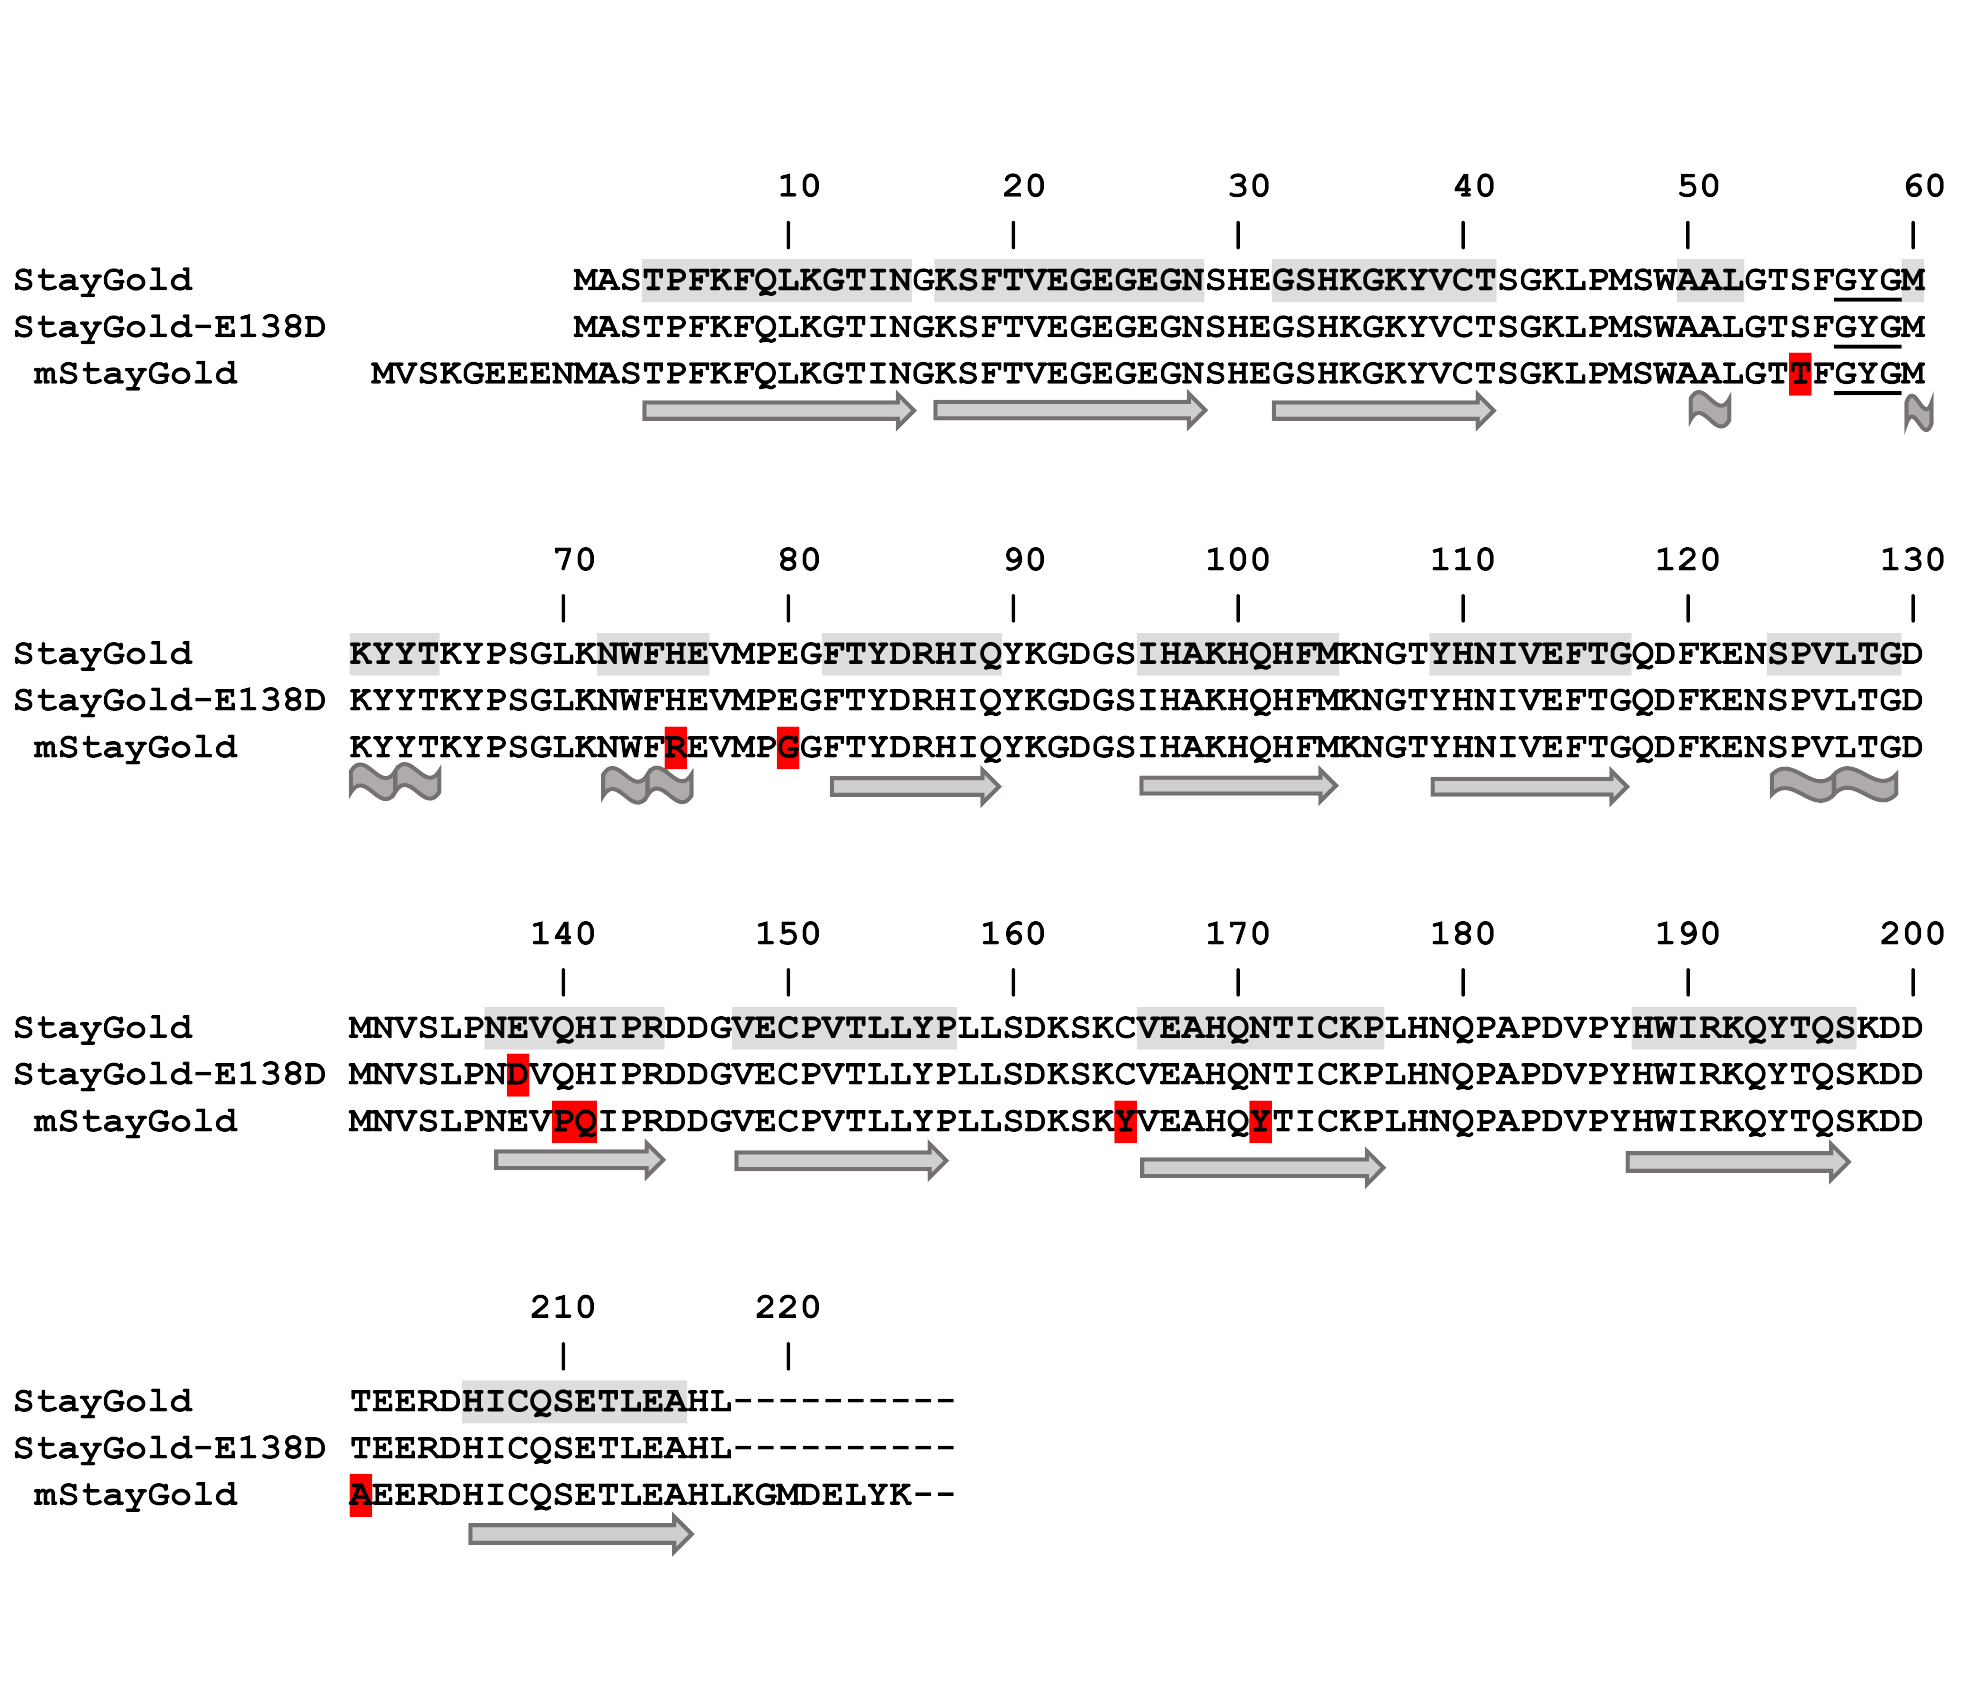 10 20 30 40 50 60
StayGold MASTPFKFQLKGTINGKSFTVEGEGEGNSHEGSHKGKYVCTSGKLPMSWAALGTSFGYGM
StayGold-E138D MASTPFKFQLKGTINGKSFTVEGEGEGNSHEGSHKGKYVCTSGKLPMSWAALGTSFGYGM
mStayGold MVSKGEEENMASTPFKFQLKGTINGKSFTVEGEGEGNSHEGSHKGKYVCTSGKLPMSWAALGTTFGYGM
70 80 90 100 110 120 130
StayGold KYYTKYPSGLKNWFHEVMPEGFTYDRHIQYKGDGSIHAKHQHFMKNGTYHNIVEFTGQDFKENSPVLTGD
StayGold-E138D KYYTKYPSGLKNWFHEVMPEGFTYDRHIQYKGDGSIHAKHQHFMKNGTYHNIVEFTGQDFKENSPVLTGD
mStayGold KYYTKYPSGLKNWFREVMPGGFTYDRHIQYKGDGSIHAKHQHFMKNGTYHNIVEFTGQDFKENSPVLTGD
140 150 160 170 180 190 200
StayGold MNVSLPNEVQHIPRDDGVECPVTLLYPLLSDKSKCVEAHQNTICKPLHNQPAPDVPYHWIRKQYTQSKDD
StayGold-E138D MNVSLPNDVQHIPRDDGVECPVTLLYPLLSDKSKCVEAHQNTICKPLHNQPAPDVPYHWIRKQYTQSKDD
mStayGold MNVSLPNEVPQIPRDDGVECPVTLLYPLLSDKSKYVEAHQYTICKPLHNQPAPDVPYHWIRKQYTQSKDD
210 220
StayGold TEERDHICQSETLEAHL----------
StayGold-E138D TEERDHICQSETLEAHL----------
mStayGold AEERDHICQSETLEAHLKGMDELYK--